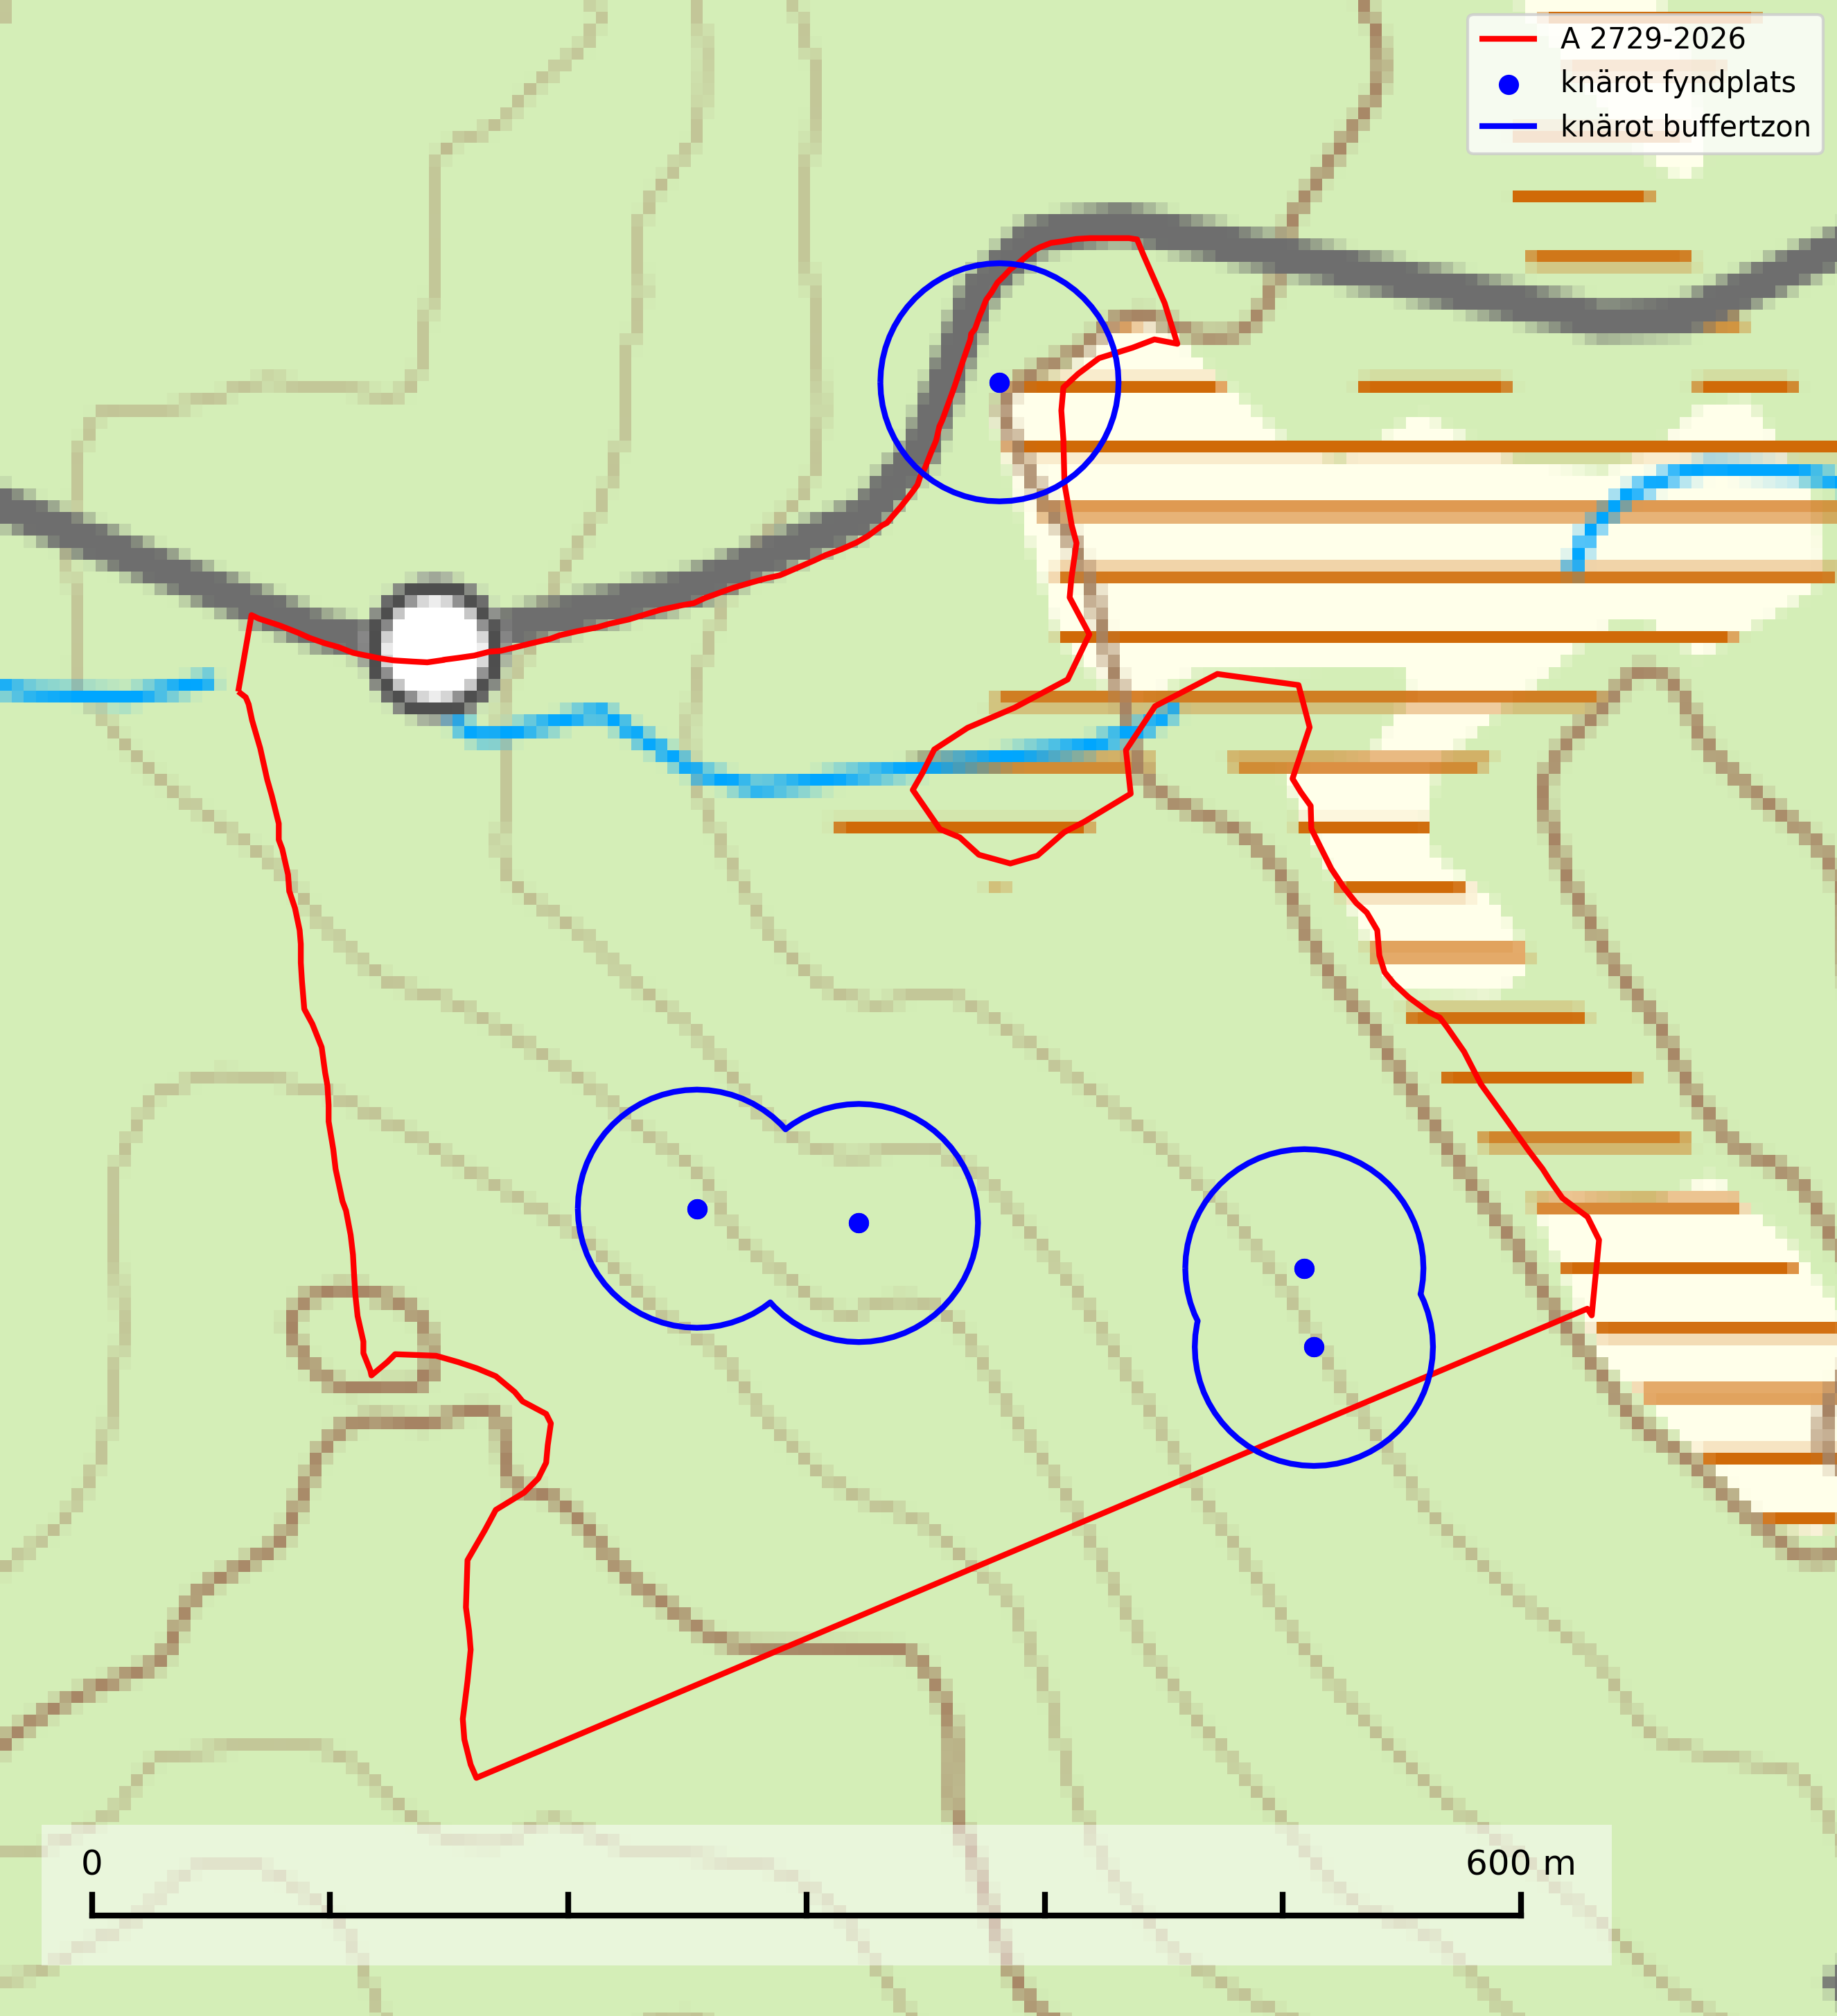 A 2729-2026
knärot fyndplats
knärot buffertzon
0
600 m